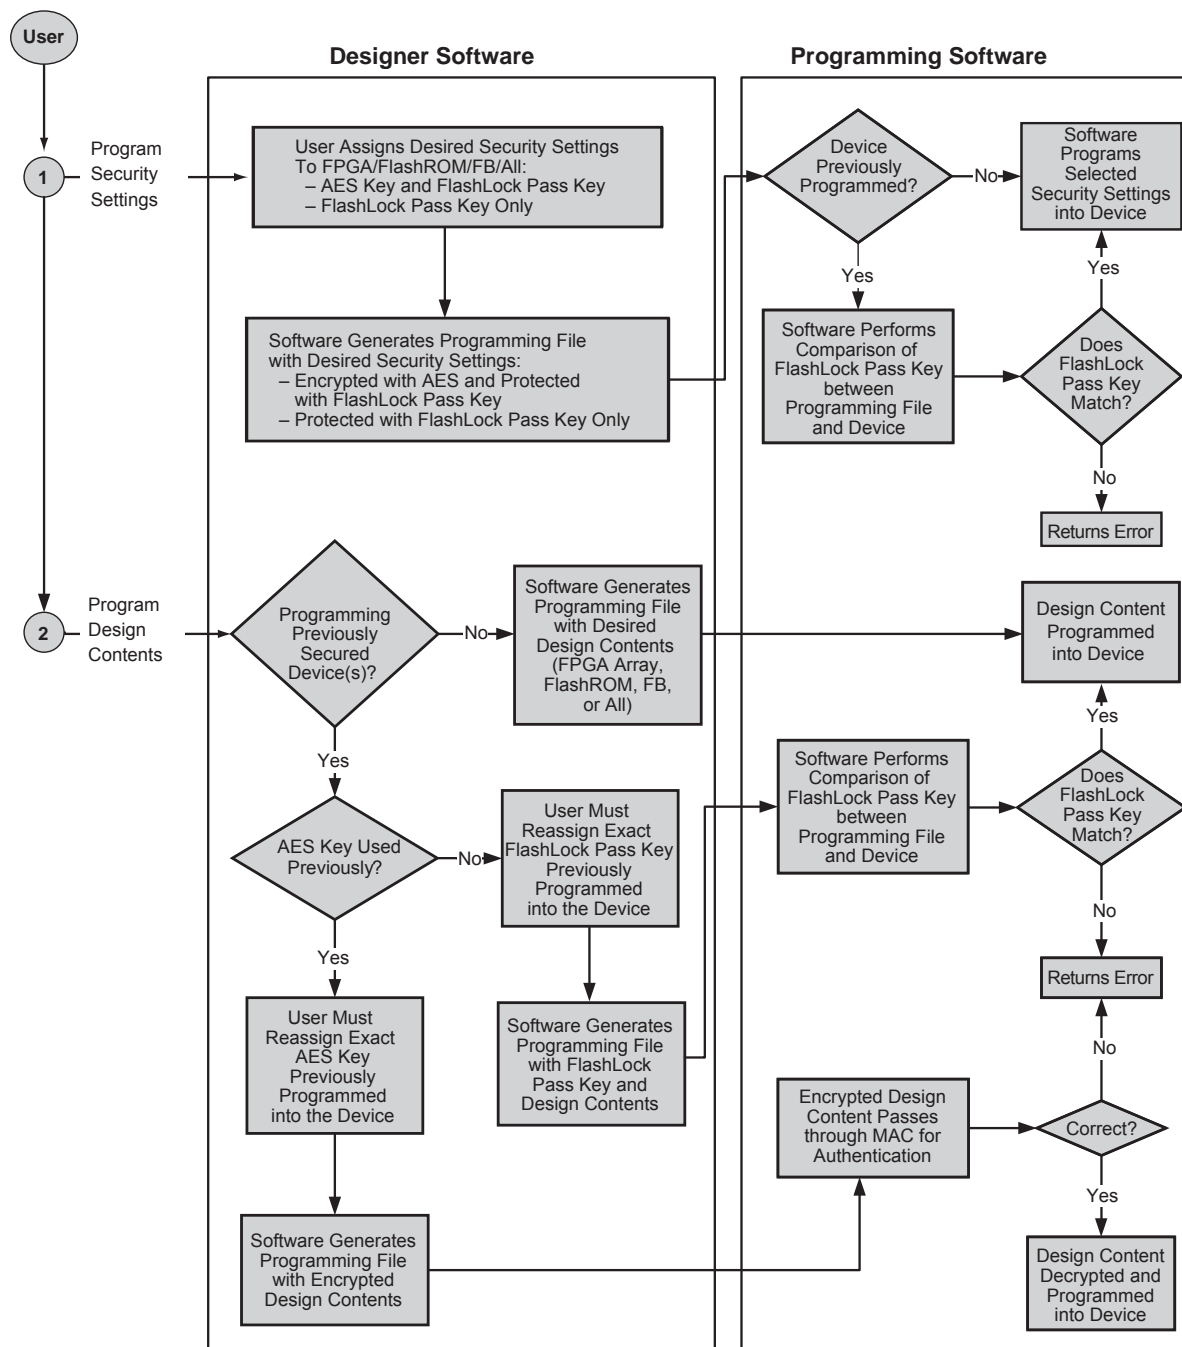 User
Designer Software
Programming Software
1
Program
Security
Settings
User Assigns Desired Security Settings
To FPGA/FlashROM/FB/All:
– AES Key and FlashLock Pass Key
– FlashLock Pass Key Only
Device
Previously
Programmed?
No
Software
Programs
Selected
Security Settings
into Device
Yes
Yes
Software Generates Programming File
with Desired Security Settings:
– Encrypted with AES and Protected
with FlashLock Pass Key
– Protected with FlashLock Pass Key Only
Software Performs
Comparison of
FlashLock Pass Key
between
Programming File
and Device
Does
FlashLock
Pass Key
Match?
No
Returns Error
2
Program
Design
Contents
Programming
Previously
Secured
Device(s)?
No
Software Generates
Programming File
with Desired
Design Contents
(FPGA Array,
FlashROM, FB,
or All)
Design Content
Programmed
into Device
Yes
Yes
AES Key Used
Previously?
No
User Must
Reassign Exact
FlashLock Pass Key
Previously
Programmed
into the Device
Software Performs
Comparison of
FlashLock Pass Key
between
Programming File
and Device
Does
FlashLock
Pass Key
Match?
No
Returns Error
Yes
User Must
Reassign Exact
AES Key
Previously
Programmed
into the Device
Software Generates
Programming File
with FlashLock
Pass Key and
Design Contents
No
Encrypted Design
Content Passes
through MAC for
Authentication
Correct?
Yes
Software Generates
Programming File
with Encrypted
Design Contents
Design Content
Decrypted and
Programmed
into Device